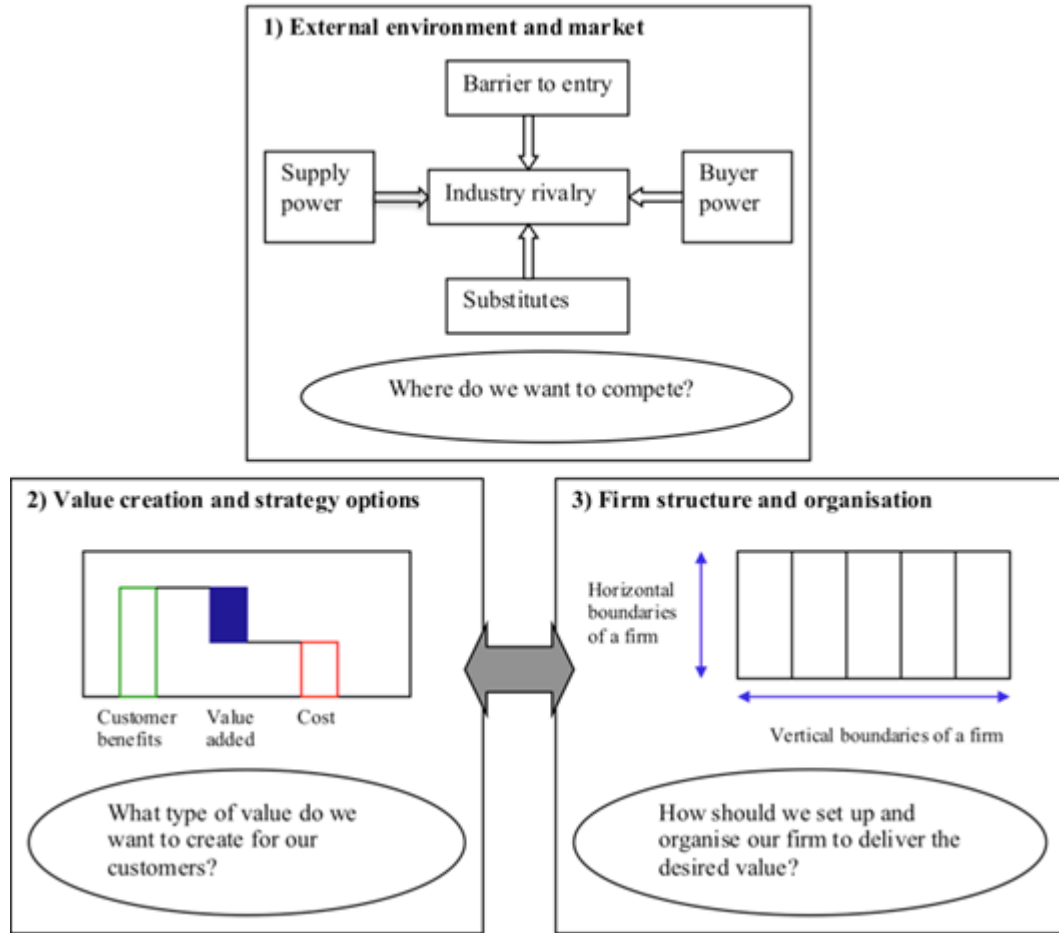 1) External environment and market
Barrier to entry
Supply
power
Industry rivalry
Buyer
power
Substitutes
Where do we want to compete?
2) Value creation and strategy options
Customer
benefits
Value
added
Cost
What type of value do we
want to create for our
customers?
3) Firm structure and organisation
Horizontal
boundaries
of a firm
Vertical boundaries of a firm
How should we set up and
organise our firm to deliver the
desired value?